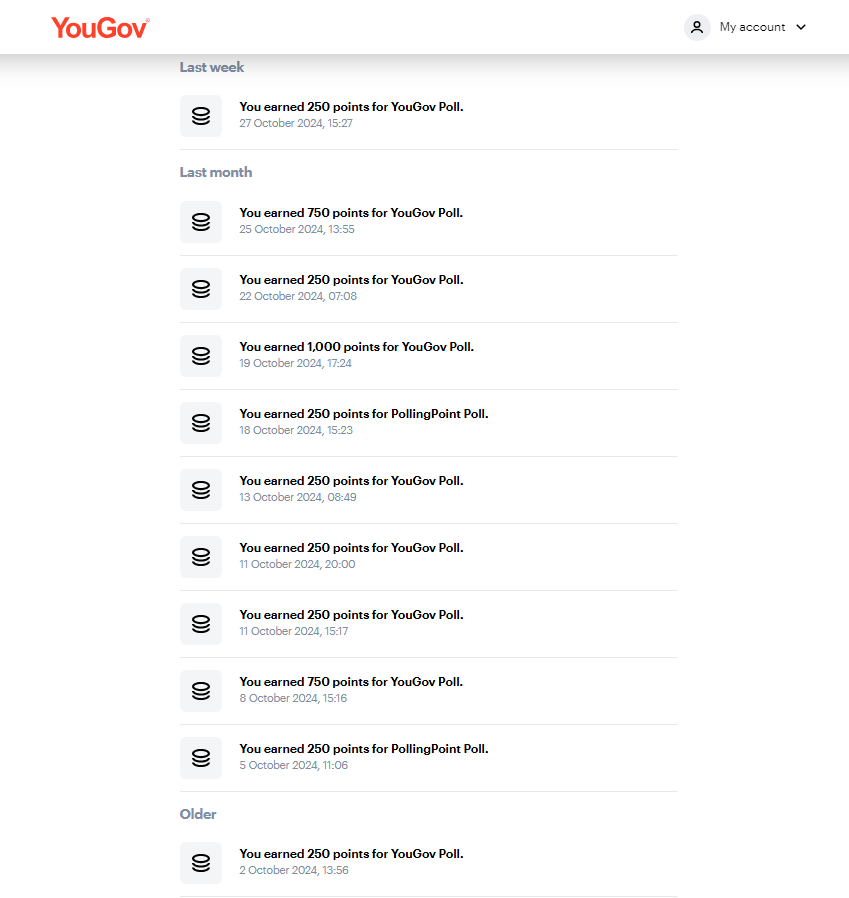 YouGov®
My account
Last week
You earned 250 points for YouGov Poll.
27 October 2024, 15:27
Last month
You earned 750 points for YouGov Poll.
25 October 2024, 13:55
You earned 250 points for YouGov Poll.
22 October 2024, 07:08
You earned 1,000 points for YouGov Poll.
19 October 2024, 17:24
You earned 250 points for PollingPoint Poll.
18 October 2024, 15:23
You earned 250 points for YouGov Poll.
13 October 2024, 08:49
You earned 250 points for YouGov Poll.
11 October 2024, 20:00
You earned 250 points for YouGov Poll.
11 October 2024, 15:17
You earned 750 points for YouGov Poll.
8 October 2024, 15:16
You earned 250 points for PollingPoint Poll.
5 October 2024, 11:06
Older
You earned 250 points for YouGov Poll.
2 October 2024, 13:56